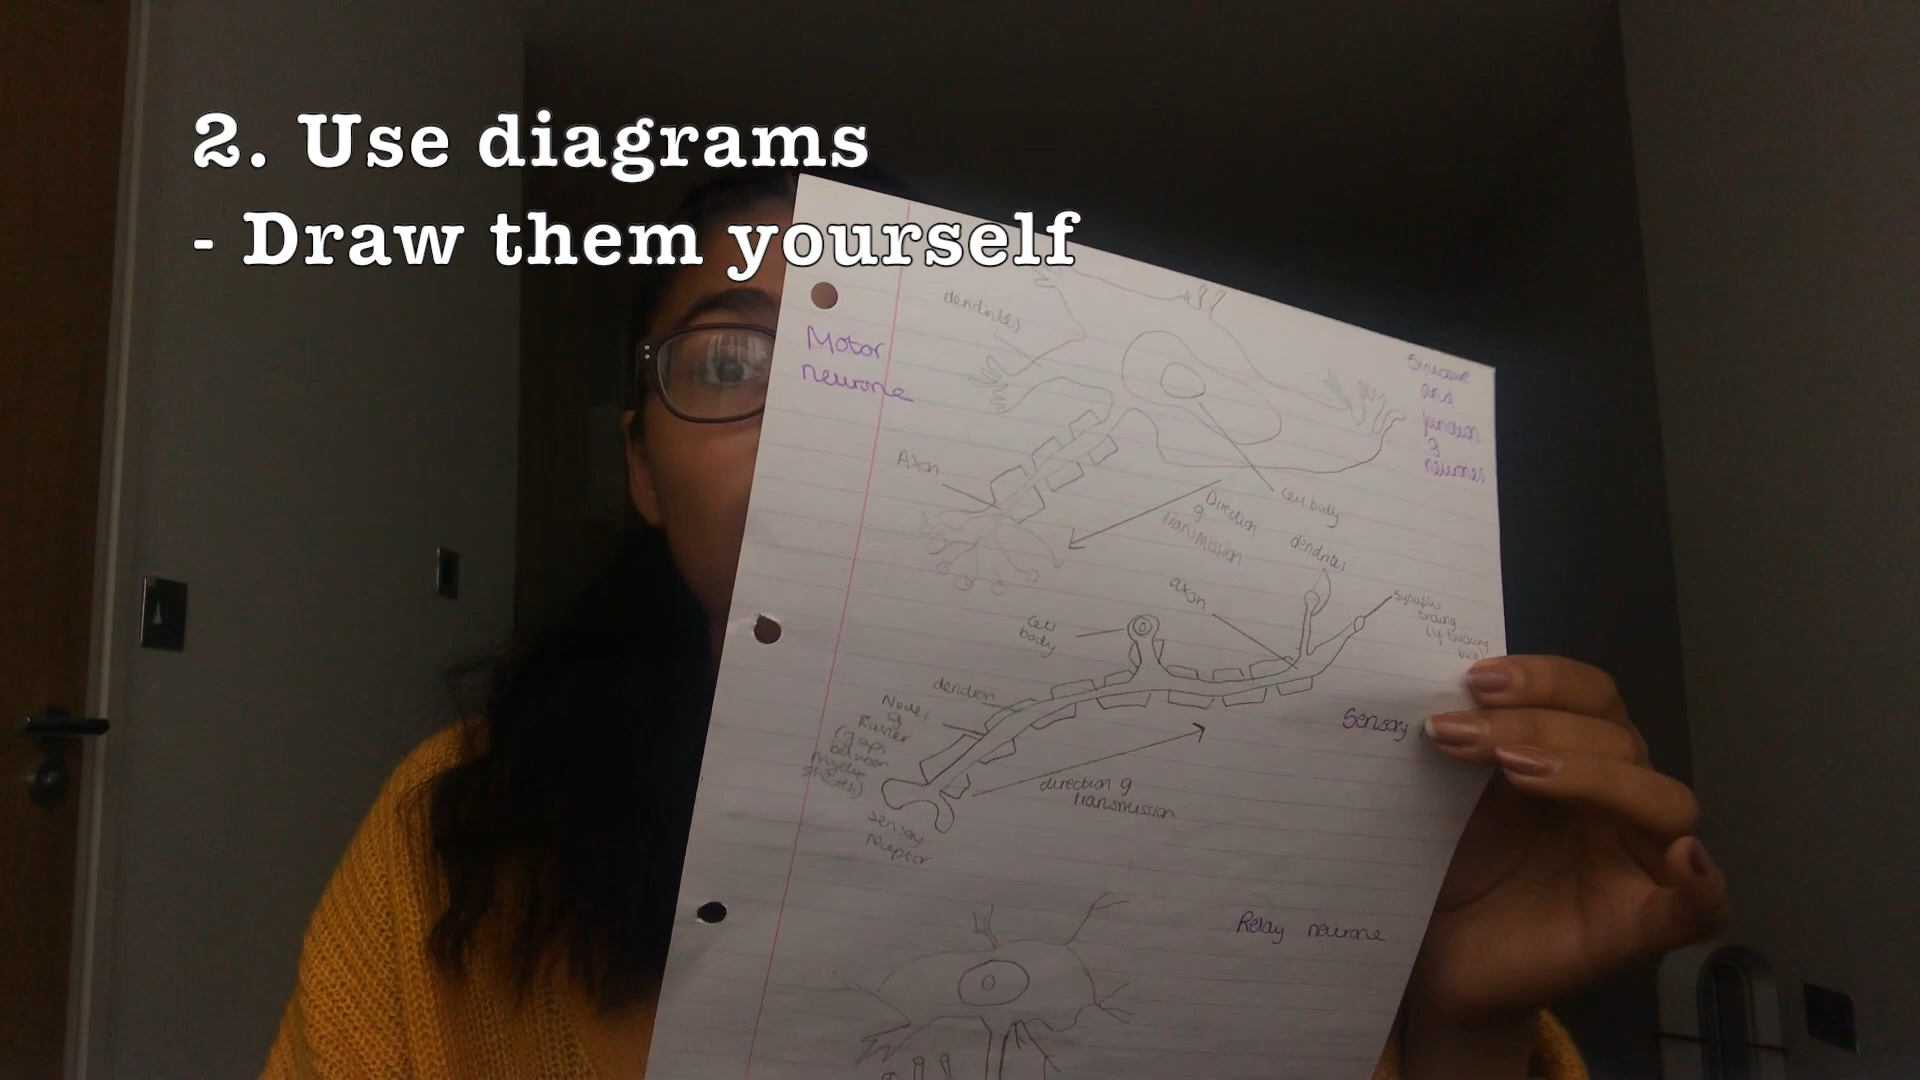 2. Use diagrams
- Draw them yourself
dendrites
Motor
neurone
Structure
and
function
of
neurones
Axon
cell body
Direction
of
transmission
dendrites
axon
synaptic
ending
cell
body
dendron
Nodes
of
Ranvier
(gaps
between
myelin
sheath)
Sensory
direction of
transmission
sensory
receptor
Relay neurone